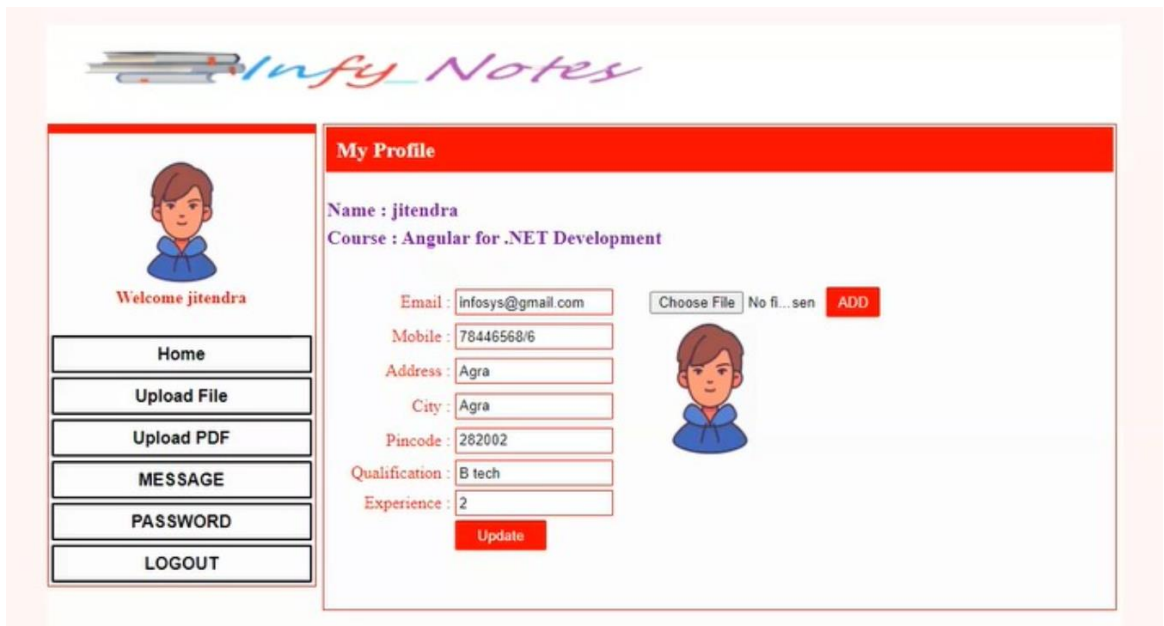 Infy_Notes
Welcome jitendra
Home
Upload File
Upload PDF
MESSAGE
PASSWORD
LOGOUT
My Profile
Name : jitendra
Course : Angular for .NET Development
Email : infosys@gmail.com
Choose File No fi...sen ADD
Mobile : 78446568/6
Address : Agra
City : Agra
Pincode : 282002
Qualification : B tech
Experience : 2
Update